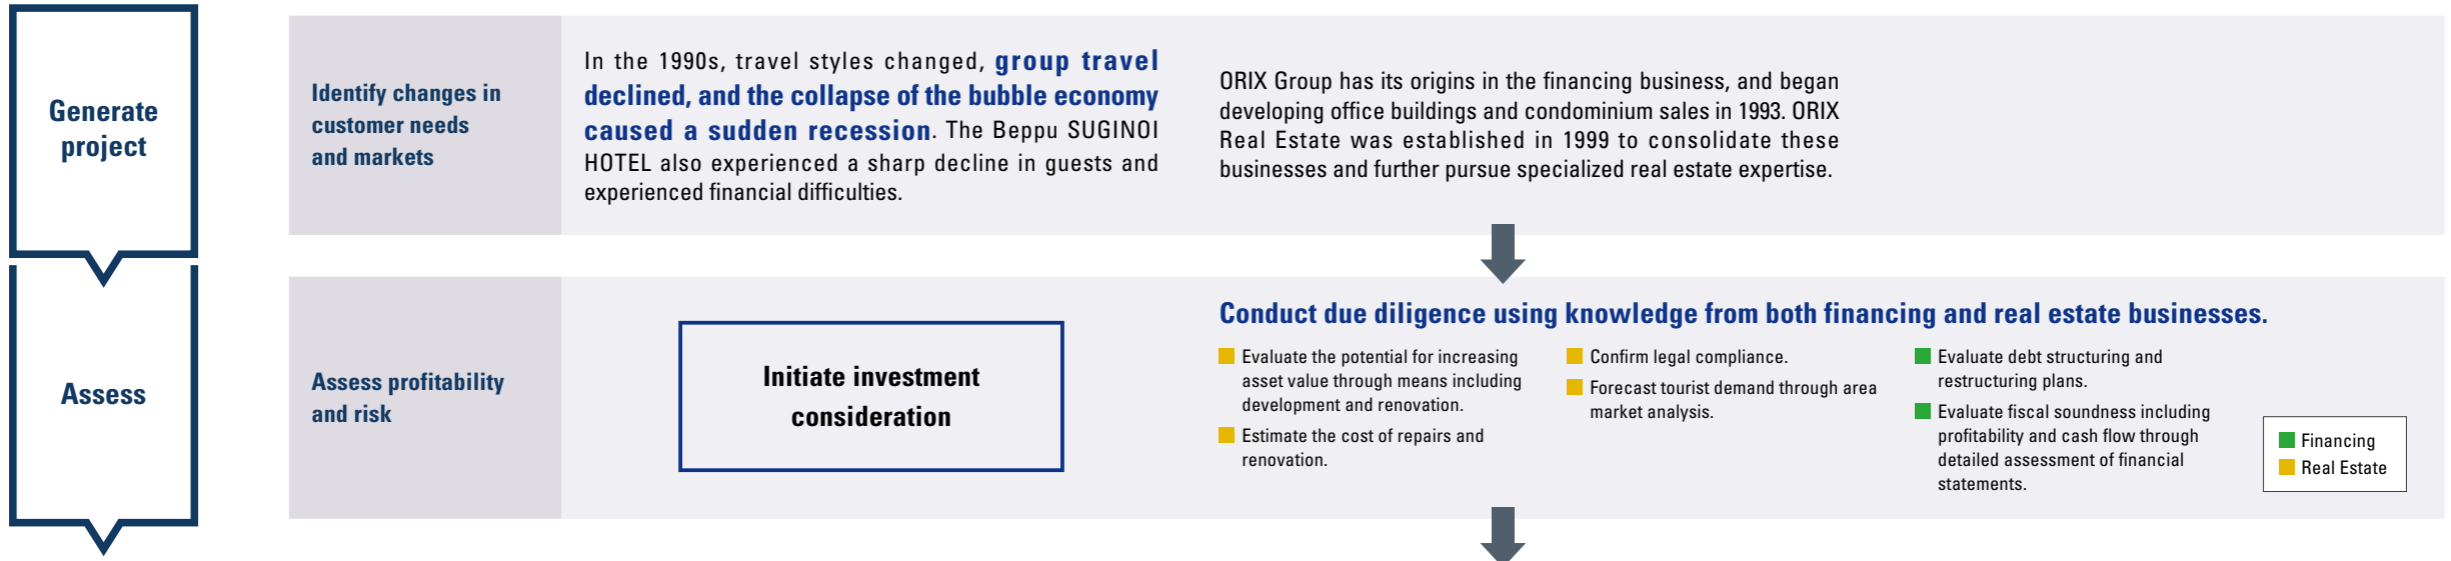 Generate
project
Identify changes in
customer needs
and markets
In the 1990s, travel styles changed, group travel
declined, and the collapse of the bubble economy
caused a sudden recession. The Beppu SUGINOI
HOTEL also experienced a sharp decline in guests and
experienced financial difficulties.
ORIX Group has its origins in the financing business, and began
developing office buildings and condominium sales in 1993. ORIX
Real Estate was established in 1999 to consolidate these
businesses and further pursue specialized real estate expertise.
Assess
Assess profitability
and risk
Initiate investment
consideration
Conduct due diligence using knowledge from both financing and real estate businesses.
Evaluate the potential for increasing
asset value through means including
development and renovation.
Estimate the cost of repairs and
renovation.
Confirm legal compliance.
Forecast tourist demand through area
market analysis.
Evaluate debt structuring and
restructuring plans.
Evaluate fiscal soundness including
profitability and cash flow through
detailed assessment of financial
statements.
Financing
Real Estate